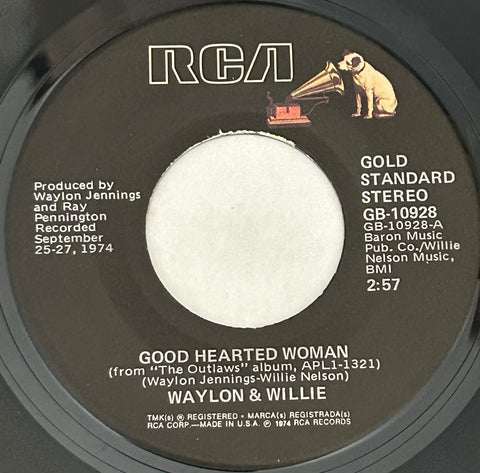 RCA
GOLD
STANDARD
STEREO
GB-10928
GB-10928-A
Baron Music
Pub. Co./Willie
Nelson Music,
BMI
2:57
Produced by
Waylon Jennings
and Ray
Pennington
Recorded
September
25-27, 1974
GOOD HEARTED WOMAN
(from "The Outlaws" album, APL1-1321)
(Waylon Jennings-Willie Nelson)
WAYLON & WILLIE
TMK(s) ® REGISTERED • MARCA(s) REGISTRADA(s)
RCA CORP.—MADE IN U.S.A. ℗ 1974 RCA RECORDS